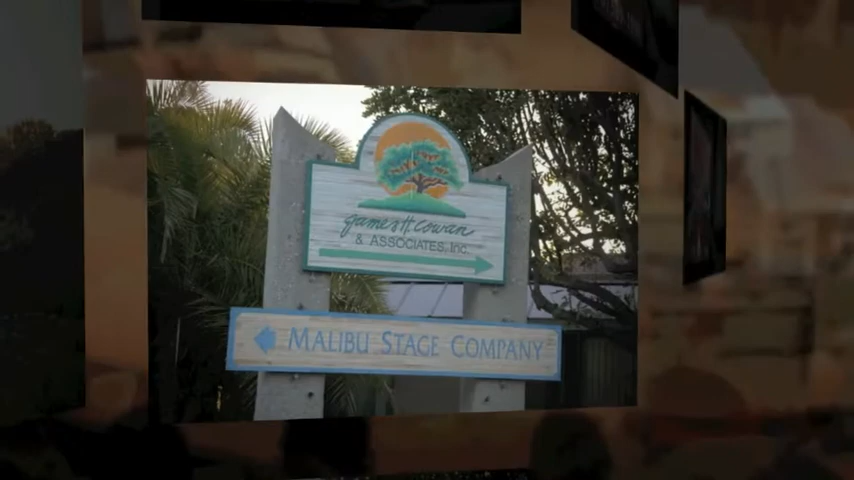 James H. Cowan
& ASSOCIATES, Inc.
MALIBU STAGE COMPANY